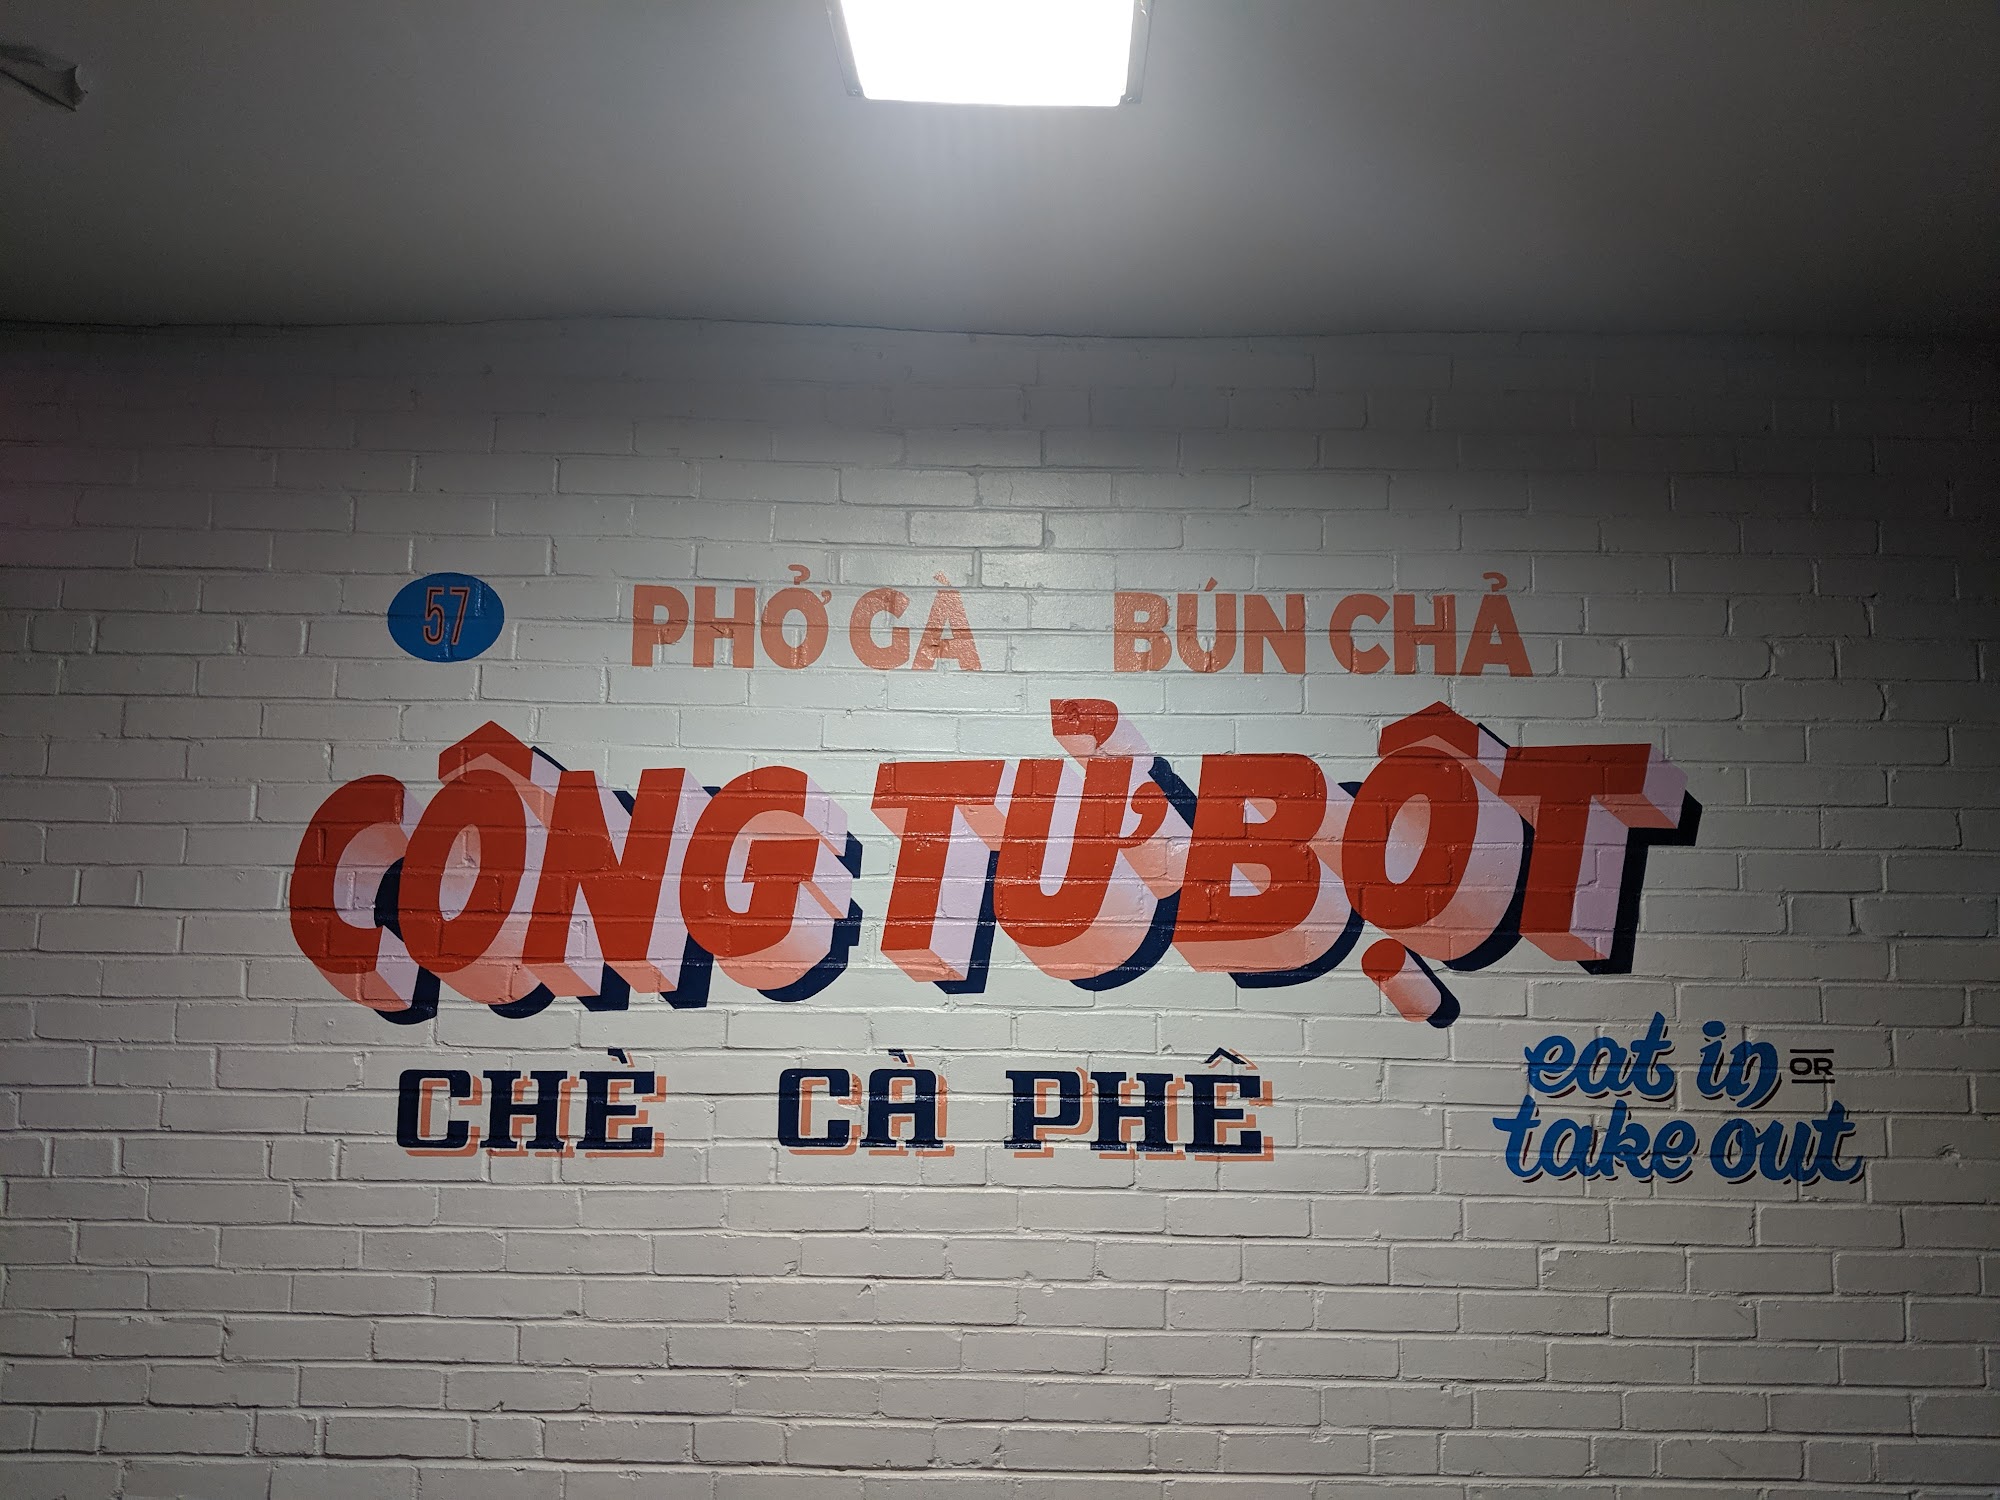 57 PHỞ GÀ BÚN CHẢ
CÔNG TỬ BỘT
CHÈ CÀ PHÊ
eat in OR
take out